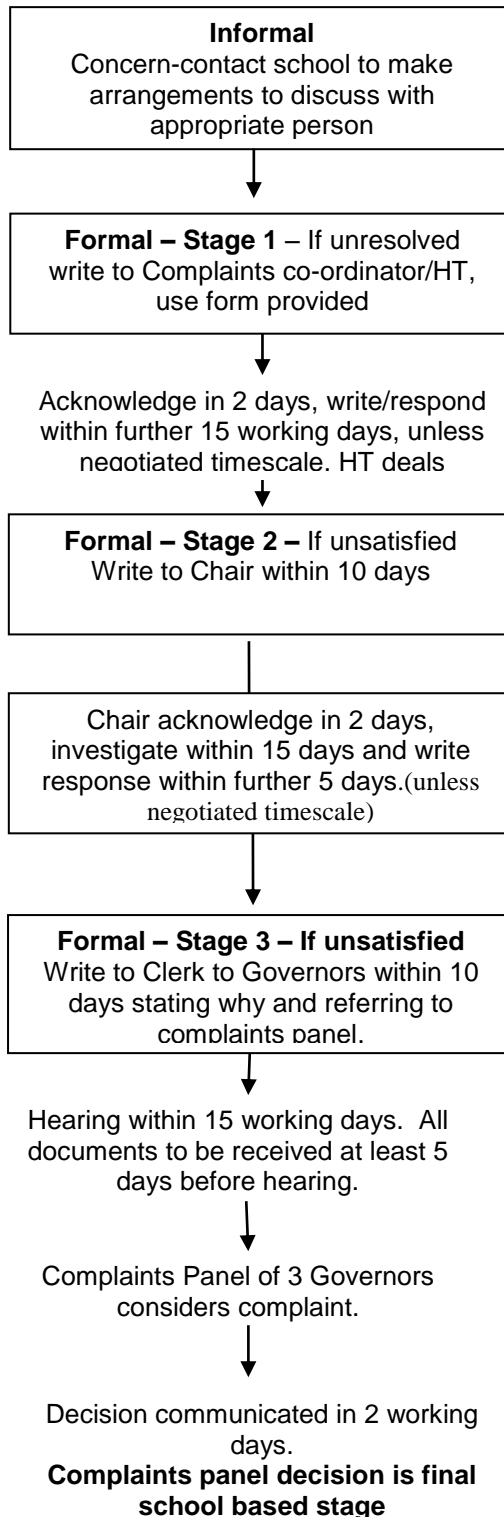 Informal
Concern-contact school to make
arrangements to discuss with
appropriate person
Formal – Stage 1 – If unresolved
write to Complaints co-ordinator/HT,
use form provided
Acknowledge in 2 days, write/respond
within further 15 working days, unless
negotiated timescale. HT deals
Formal – Stage 2 – If unsatisfied
Write to Chair within 10 days
Chair acknowledge in 2 days,
investigate within 15 days and write
response within further 5 days.(unless
negotiated timescale)
Formal – Stage 3 – If unsatisfied
Write to Clerk to Governors within 10
days stating why and referring to
complaints panel.
Hearing within 15 working days.  All
documents to be received at least 5
days before hearing.
Complaints Panel of 3 Governors
considers complaint.
Decision communicated in 2 working
days.
Complaints panel decision is final
school based stage